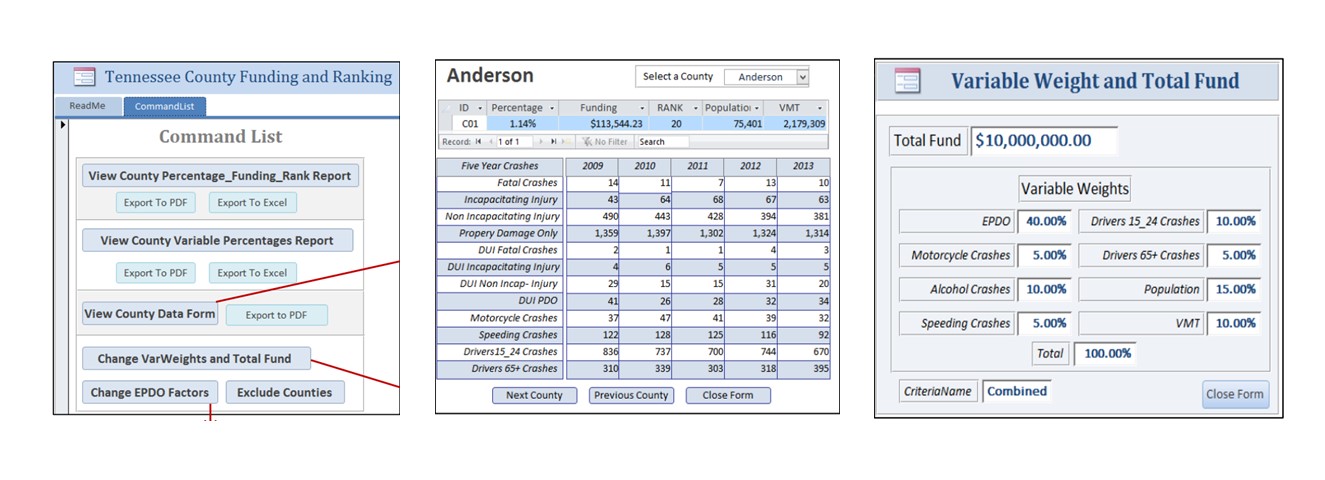 Tennessee County Funding and Ranking
ReadMe CommandList
Command List
View County Percentage_Funding_Rank Report
Export To PDF Export To Excel
View County Variable Percentages Report
Export To PDF Export To Excel
View County Data Form Export to PDF
Change VarWeights and Total Fund
Change EPDO Factors Exclude Counties
Anderson Select a County Anderson
ID Percentage Funding RANK Population VMT
C01 1.14% $113,544.23 20 75,401 2,179,309
Record: 1 of 1 No Filter Search
Five Year Crashes 2009 2010 2011 2012 2013
Fatal Crashes 14 11 7 13 10
Incapacitating Injury 43 64 68 67 63
Non Incapacitating Injury 490 443 428 394 381
Propery Damage Only 1,359 1,397 1,302 1,324 1,314
DUI Fatal Crashes 2 1 1 4 3
DUI Incapacitating Injury 4 6 5 5 5
DUI Non Incap- Injury 29 15 15 31 20
DUI PDO 41 26 28 32 34
Motorcycle Crashes 37 47 41 39 32
Speeding Crashes 122 128 125 116 92
Drivers15_24 Crashes 836 737 700 744 670
Drivers 65+ Crashes 310 339 303 318 395
Next County Previous County Close Form
Variable Weight and Total Fund
Total Fund $10,000,000.00
Variable Weights
EPDO 40.00% Drivers 15_24 Crashes 10.00%
Motorcycle Crashes 5.00% Drivers 65+ Crashes 5.00%
Alcohol Crashes 10.00% Population 15.00%
Speeding Crashes 5.00% VMT 10.00%
Total 100.00%
CriteriaName Combined Close Form